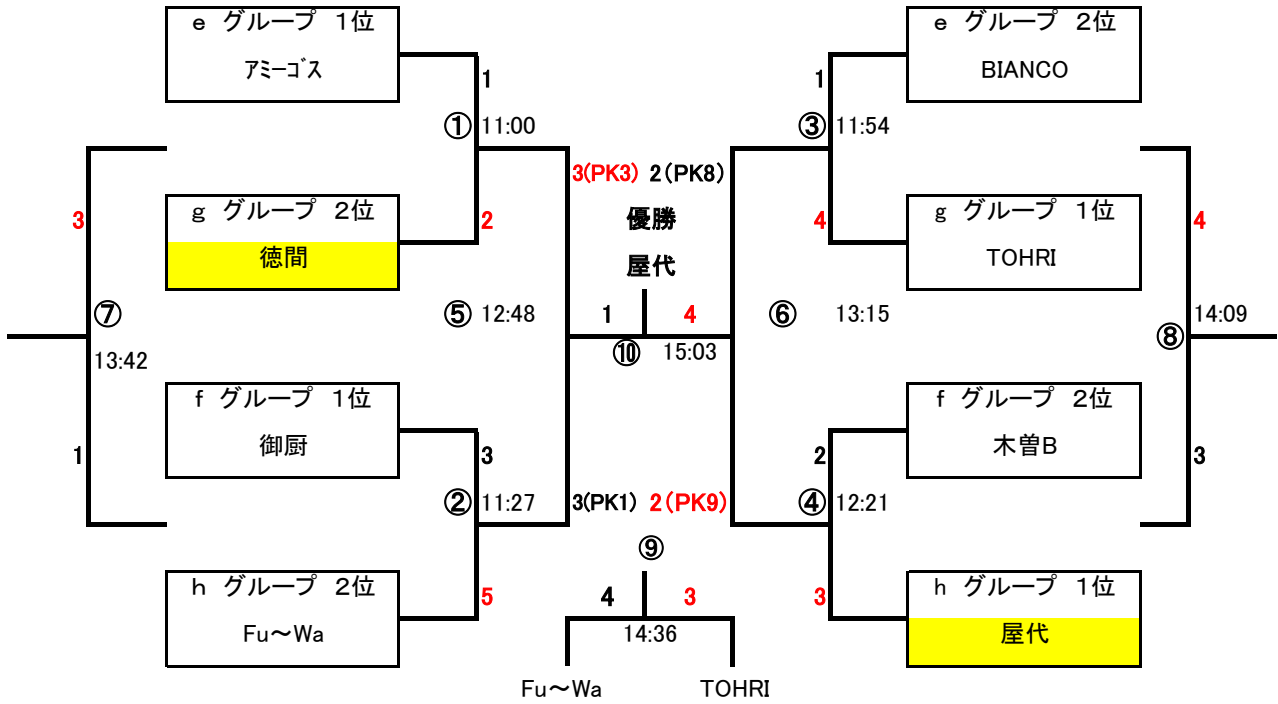 e グループ 1位
アミーゴス
e グループ 2位
BIANCO
1
1
① 11:00
③ 11:54
3(PK3) 2(PK8)
3
g グループ 2位
徳間
2
優勝
屋代
4
g グループ 1位
TOHRI
4
⑦
13:42
⑤ 12:48
1 4
⑩ 15:03
⑥ 13:15
14:09
⑧
f グループ 1位
御厨
f グループ 2位
木曽B
1
3
2
3
② 11:27
3(PK1) 2(PK9)
④ 12:21
⑨
h グループ 2位
Fu~Wa
5
4 3
14:36
3
h グループ 1位
屋代
Fu~Wa TOHRI